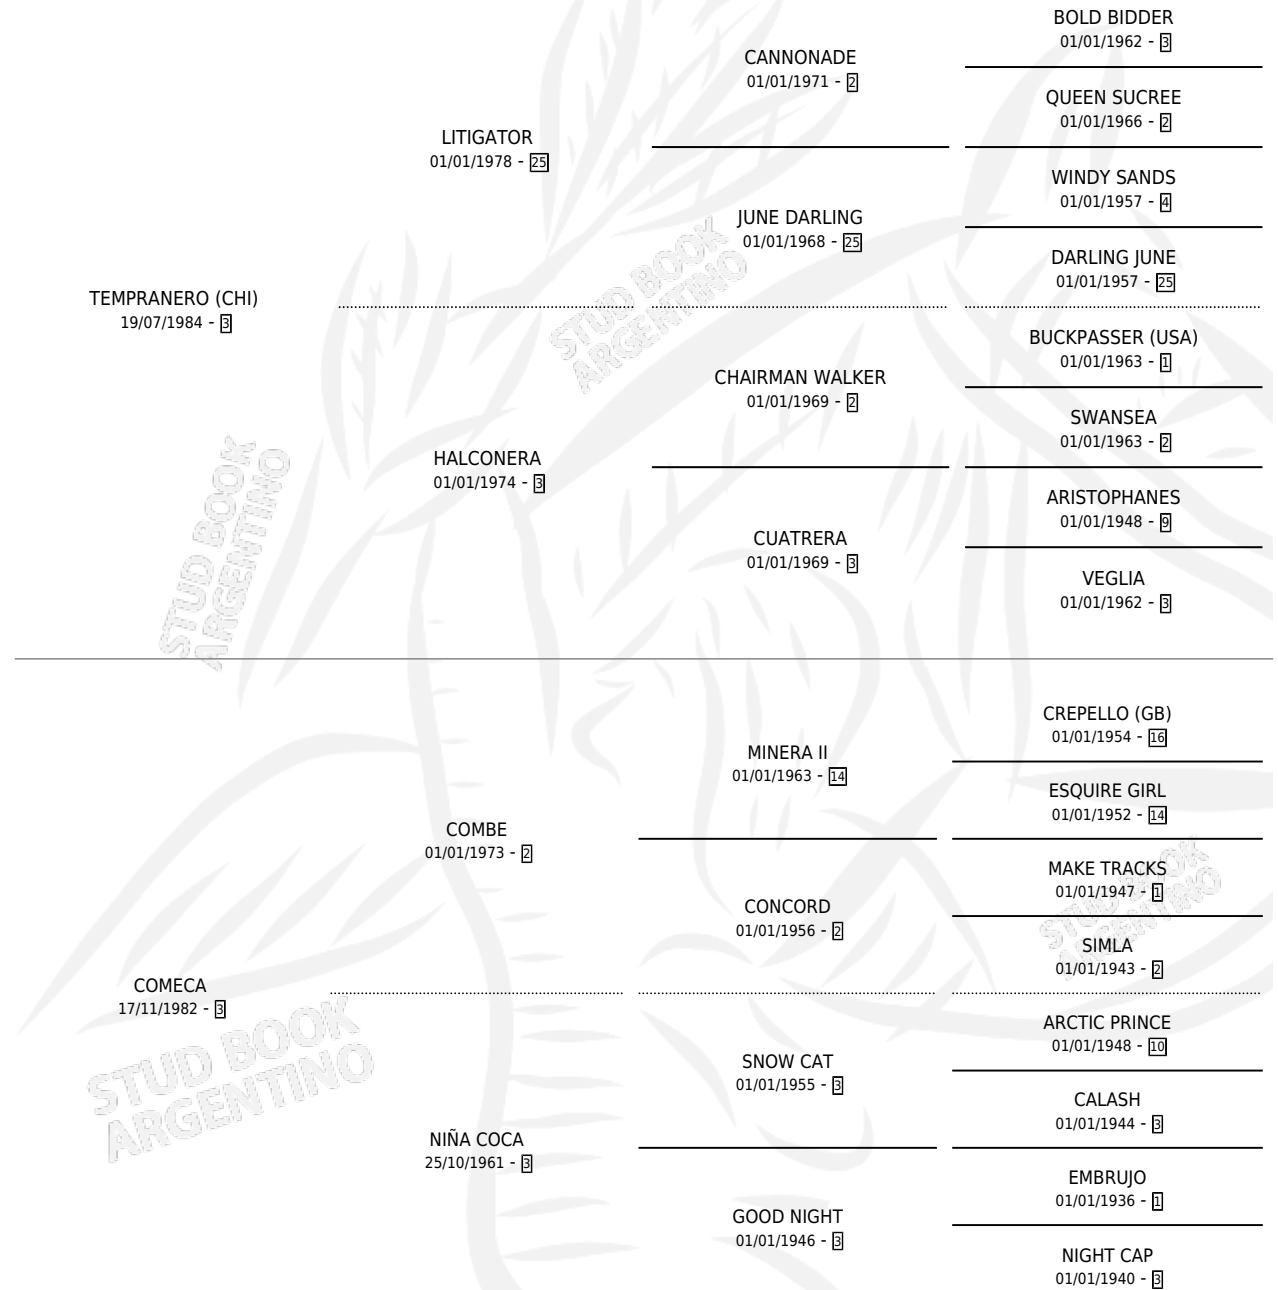 BOLD BIDDER
01/01/1962 - 3
CANNONADE
01/01/1971 - 2
QUEEN SUCREE
01/01/1966 - 2
LITIGATOR
01/01/1978 - 25
WINDY SANDS
01/01/1957 - 4
JUNE DARLING
01/01/1968 - 25
DARLING JUNE
01/01/1957 - 25
TEMPRANERO (CHI)
19/07/1984 - 3
BUCKPASSER (USA)
01/01/1963 - 1
CHAIRMAN WALKER
01/01/1969 - 2
SWANSEA
01/01/1963 - 2
HALCONERA
01/01/1974 - 3
ARISTOPHANES
01/01/1948 - 9
CUATRERA
01/01/1969 - 3
VEGLIA
01/01/1962 - 3
STUD BOOK
ARGENTINO
STUD BOOK
ARGENTINO
CREPELLO (GB)
01/01/1954 - 16
MINERA II
01/01/1963 - 14
ESQUIRE GIRL
01/01/1952 - 14
COMBE
01/01/1973 - 2
MAKE TRACKS
01/01/1947 - 1
CONCORD
01/01/1956 - 2
SIMLA
01/01/1943 - 2
COMECA
17/11/1982 - 3
ARCTIC PRINCE
01/01/1948 - 10
SNOW CAT
01/01/1955 - 3
CALASH
01/01/1944 - 3
NIÑA COCA
25/10/1961 - 3
EMBRUJO
01/01/1936 - 1
GOOD NIGHT
01/01/1946 - 3
NIGHT CAP
01/01/1940 - 3
STUD BOOK
ARGENTINO
STUD BOOK
ARGENTINO